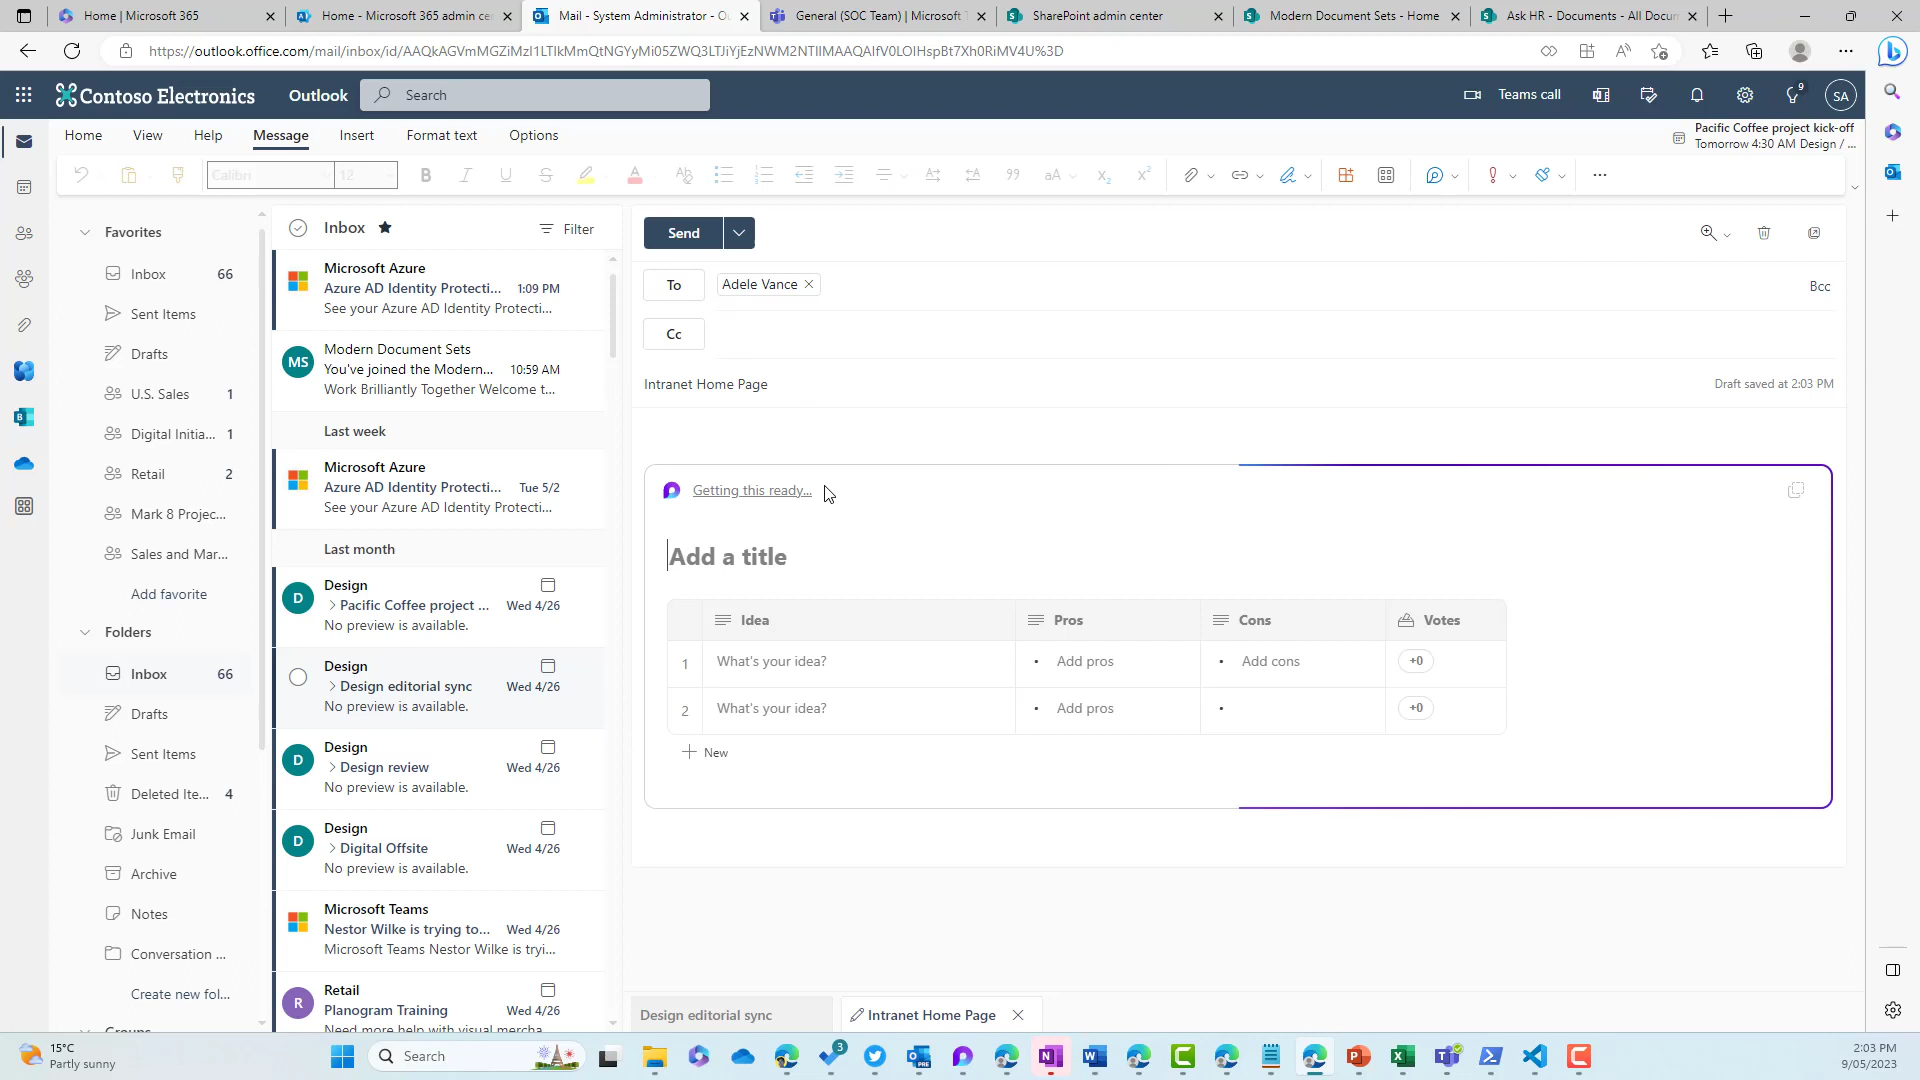 Home | Microsoft 365
Home - Microsoft 365 admin ce
Mail - System Administrator - Ou
General (SOC Team) | Microsoft T
SharePoint admin center
Modern Document Sets - Home
Ask HR - Documents - All Docum
https://outlook.office.com/mail/inbox/id/AAQkAGVmMGZiMzI1LTlkMmQtNGYyMi05ZWQ3LTJiYjEzNWM2NTllMAAQAIfV0LOIHspBt7Xh0RiMV4U%3D
Contoso Electronics
Outlook
Search
Teams call
9
SA
Home
View
Help
Message
Insert
Format text
Options
Pacific Coffee project kick-off
Tomorrow 4:30 AM Design / ...
Calibri
12
Favorites
Inbox 66
Sent Items
Drafts
U.S. Sales 1
Digital Initia... 1
Retail 2
Mark 8 Projec...
Sales and Mar...
Add favorite
Folders
Inbox 66
Drafts
Sent Items
Deleted Ite... 4
Junk Email
Archive
Notes
Conversation ...
Create new fol...
Groups
Inbox
Filter
Microsoft Azure
Azure AD Identity Protecti... 1:09 PM
See your Azure AD Identity Protecti...
MS
Modern Document Sets
You've joined the Modern... 10:59 AM
Work Brilliantly Together Welcome t...
Last week
Microsoft Azure
Azure AD Identity Protecti... Tue 5/2
See your Azure AD Identity Protecti...
Last month
D
Design
Pacific Coffee project ... Wed 4/26
No preview is available.
Design
Design editorial sync Wed 4/26
No preview is available.
D
Design
Design review Wed 4/26
No preview is available.
D
Design
Digital Offsite Wed 4/26
No preview is available.
Microsoft Teams
Nestor Wilke is trying to... Wed 4/26
Microsoft Teams Nestor Wilke is tryi...
R
Retail
Planogram Training Wed 4/26
Need more help with visual mercha
Send
To
Adele Vance
Bcc
Cc
Intranet Home Page
Draft saved at 2:03 PM
Getting this ready...
Add a title
Idea Pros Cons Votes
1 What's your idea? • Add pros • Add cons +0
2 What's your idea? • Add pros • +0
New
Design editorial sync
Intranet Home Page
15°C
Partly sunny
Search
3
2:03 PM
9/05/2023